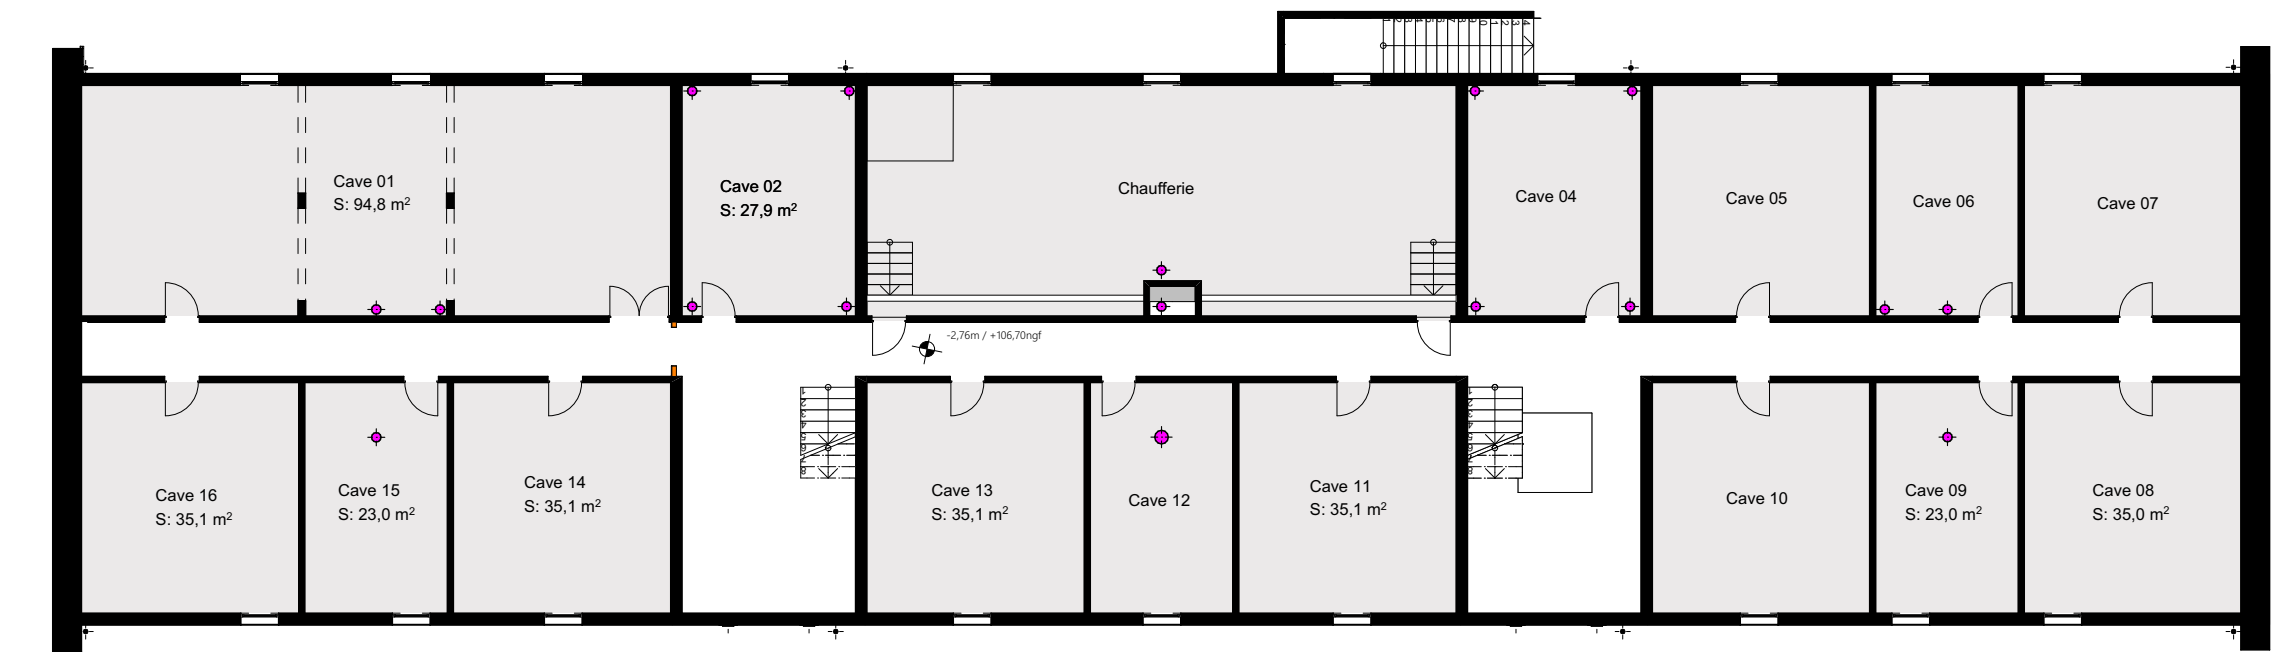 Cave 01
S: 94,8 m²
Cave 02
S: 27,9 m²
Chaufferie
Cave 04
Cave 05
Cave 06
Cave 07
-2,76m / +106,70ngf
Cave 16
S: 35,1 m²
Cave 15
S: 23,0 m²
Cave 14
S: 35,1 m²
Cave 13
S: 35,1 m²
Cave 12
Cave 11
S: 35,1 m²
Cave 10
Cave 09
S: 23,0 m²
Cave 08
S: 35,0 m²